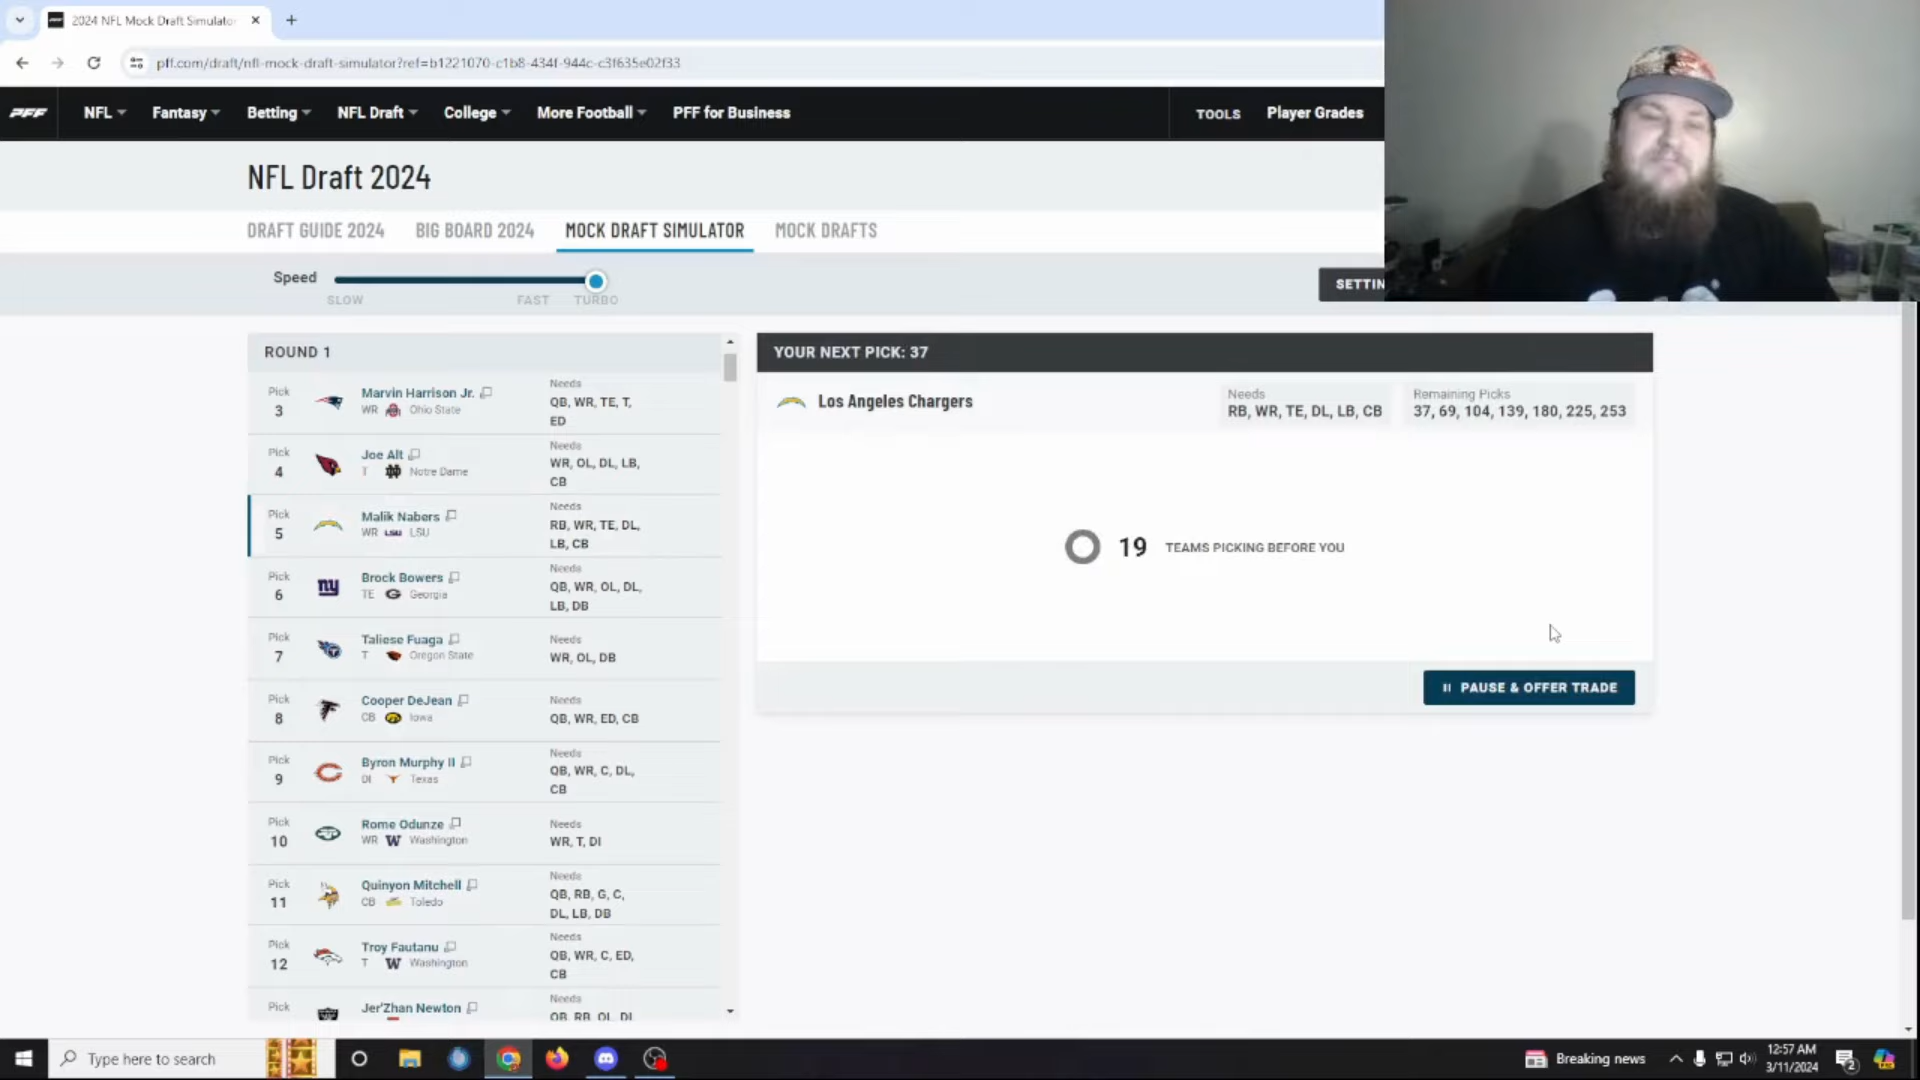 2024 NFL Mock Draft Simulator
pff.com/draft/nfl-mock-draft-simulator?ref=b1221070-c1b8-434f-944c-c3f635e02f33
PFF NFL Fantasy Betting NFL Draft College More Football PFF for Business TOOLS Player Grades
NFL Draft 2024
DRAFT GUIDE 2024 BIG BOARD 2024 MOCK DRAFT SIMULATOR MOCK DRAFTS
Speed
SLOW FAST TURBO
SETTIN
ROUND 1
Pick 3 Marvin Harrison Jr. Needs
WR Ohio State QB, WR, TE, T,
ED
Pick 4 Joe Alt Needs
T Notre Dame WR, OL, DL, LB,
CB
Pick 5 Malik Nabers Needs
WR LSU LSU RB, WR, TE, DL,
LB, CB
Pick 6 Brock Bowers Needs
ny TE Georgia QB, WR, OL, DL,
LB, DB
Pick 7 Taliese Fuaga Needs
T Oregon State WR, OL, DB
Pick 8 Cooper DeJean Needs
CB Iowa QB, WR, ED, CB
Pick 9 Byron Murphy II Needs
DI Texas QB, WR, C, DL,
CB
Pick 10 Rome Odunze Needs
WR W Washington WR, T, DI
Pick 11 Quinyon Mitchell Needs
CB Toledo QB, RB, G, C,
DL, LB, DB
Pick 12 Troy Fautanu Needs
T W Washington QB, WR, C, ED,
CB
Pick Jer'Zhan Newton Needs
QB, RB, OL, DL
YOUR NEXT PICK: 37
Los Angeles Chargers
Needs
RB, WR, TE, DL, LB, CB
Remaining Picks
37, 69, 104, 139, 180, 225, 253
19 TEAMS PICKING BEFORE YOU
PAUSE & OFFER TRADE
Type here to search
Breaking news
12:57 AM
3/11/2024
2